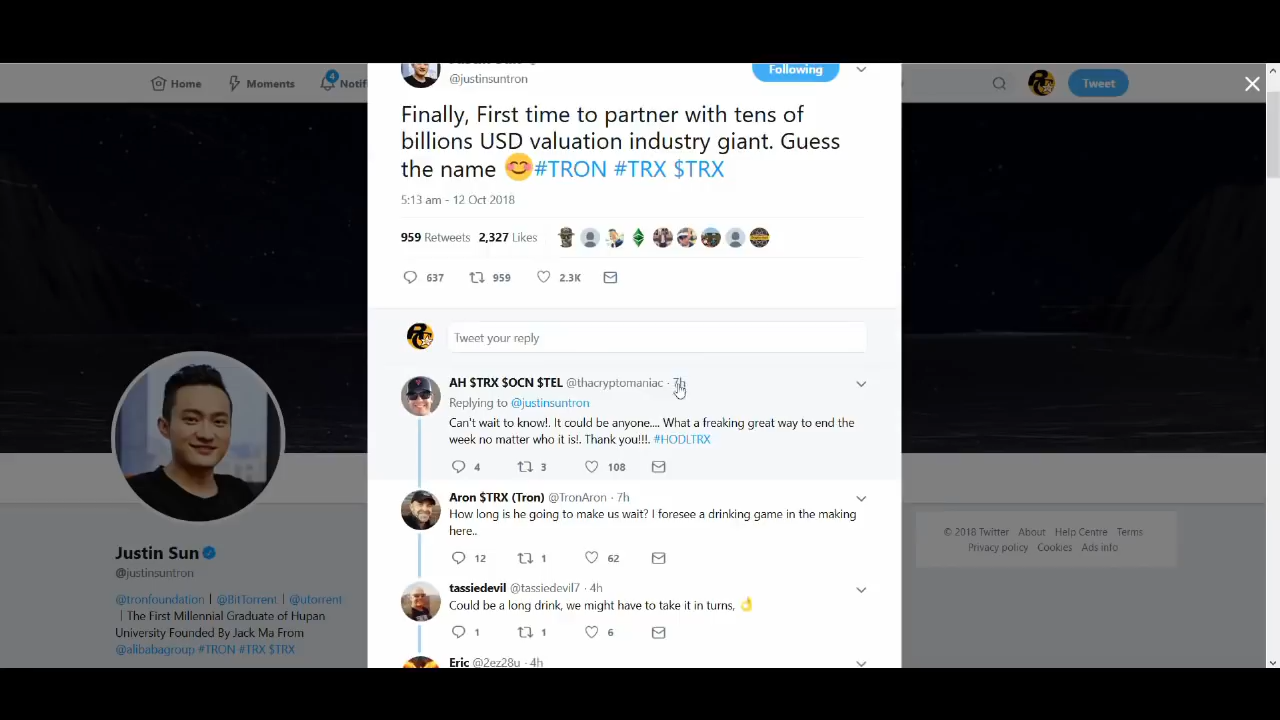 Home
Moments
4
Notif
Tweet
@justinsuntron
Following
Finally, First time to partner with tens of
billions USD valuation industry giant. Guess
the name 😊#TRON #TRX $TRX
5:13 am - 12 Oct 2018
959 Retweets 2,327 Likes
637 959 2.3K
Tweet your reply
AH $TRX $OCN $TEL @thacryptomaniac · 7h
Replying to @justinsuntron
Can't wait to know!. It could be anyone.... What a freaking great way to end the
week no matter who it is!. Thank you!!!. #HODLTRX
4 3 108
Aron $TRX (Tron) @TronAron · 7h
How long is he going to make us wait? I foresee a drinking game in the making
here..
12 1 62
tassiedevil @tassiedevil7 · 4h
Could be a long drink, we might have to take it in turns, 👌
1 1 6
Eric @2ez28u · 4h
Justin Sun
@justinsuntron
@tronfoundation | @BitTorrent | @utorrent
| The First Millennial Graduate of Hupan
University Founded By Jack Ma From
@alibabagroup #TRON #TRX $TRX
© 2018 Twitter About Help Centre Terms
Privacy policy Cookies Ads info